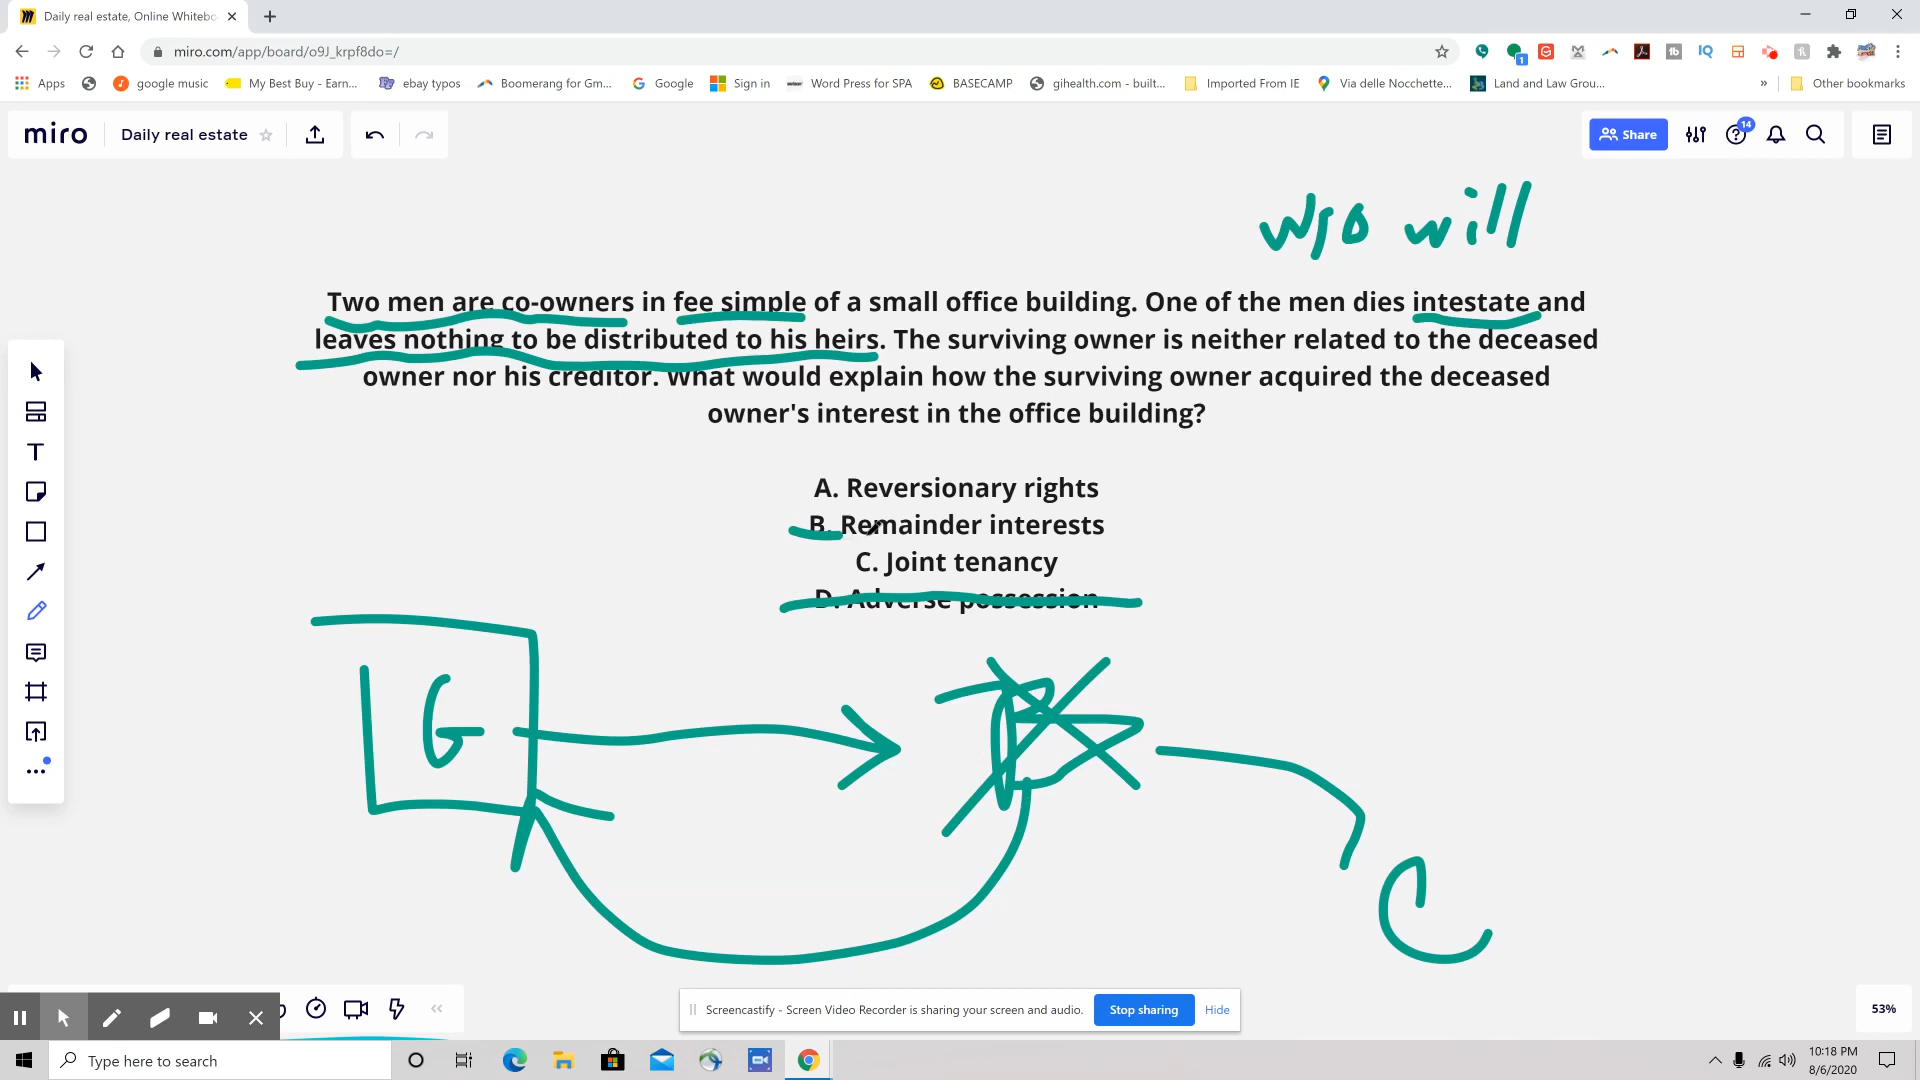 Daily real estate, Online Whitebo
miro.com/app/board/o9J_krpf8do=/
Apps google music My Best Buy - Earn... ebay typos Boomerang for Gm... Google Sign in Word Press for SPA BASECAMP gihealth.com - built... Imported From IE Via delle Nocchette... Land and Law Grou... » Other bookmarks
miro Daily real estate Share 14
w/o will
Two men are co-owners in fee simple of a small office building. One of the men dies intestate and
leaves nothing to be distributed to his heirs. The surviving owner is neither related to the deceased
owner nor his creditor. What would explain how the surviving owner acquired the deceased
owner's interest in the office building?
A. Reversionary rights
B. Remainder interests
C. Joint tenancy
D. Adverse possession
G
C
Screencastify - Screen Video Recorder is sharing your screen and audio. Stop sharing Hide
53%
Type here to search
10:18 PM
8/6/2020